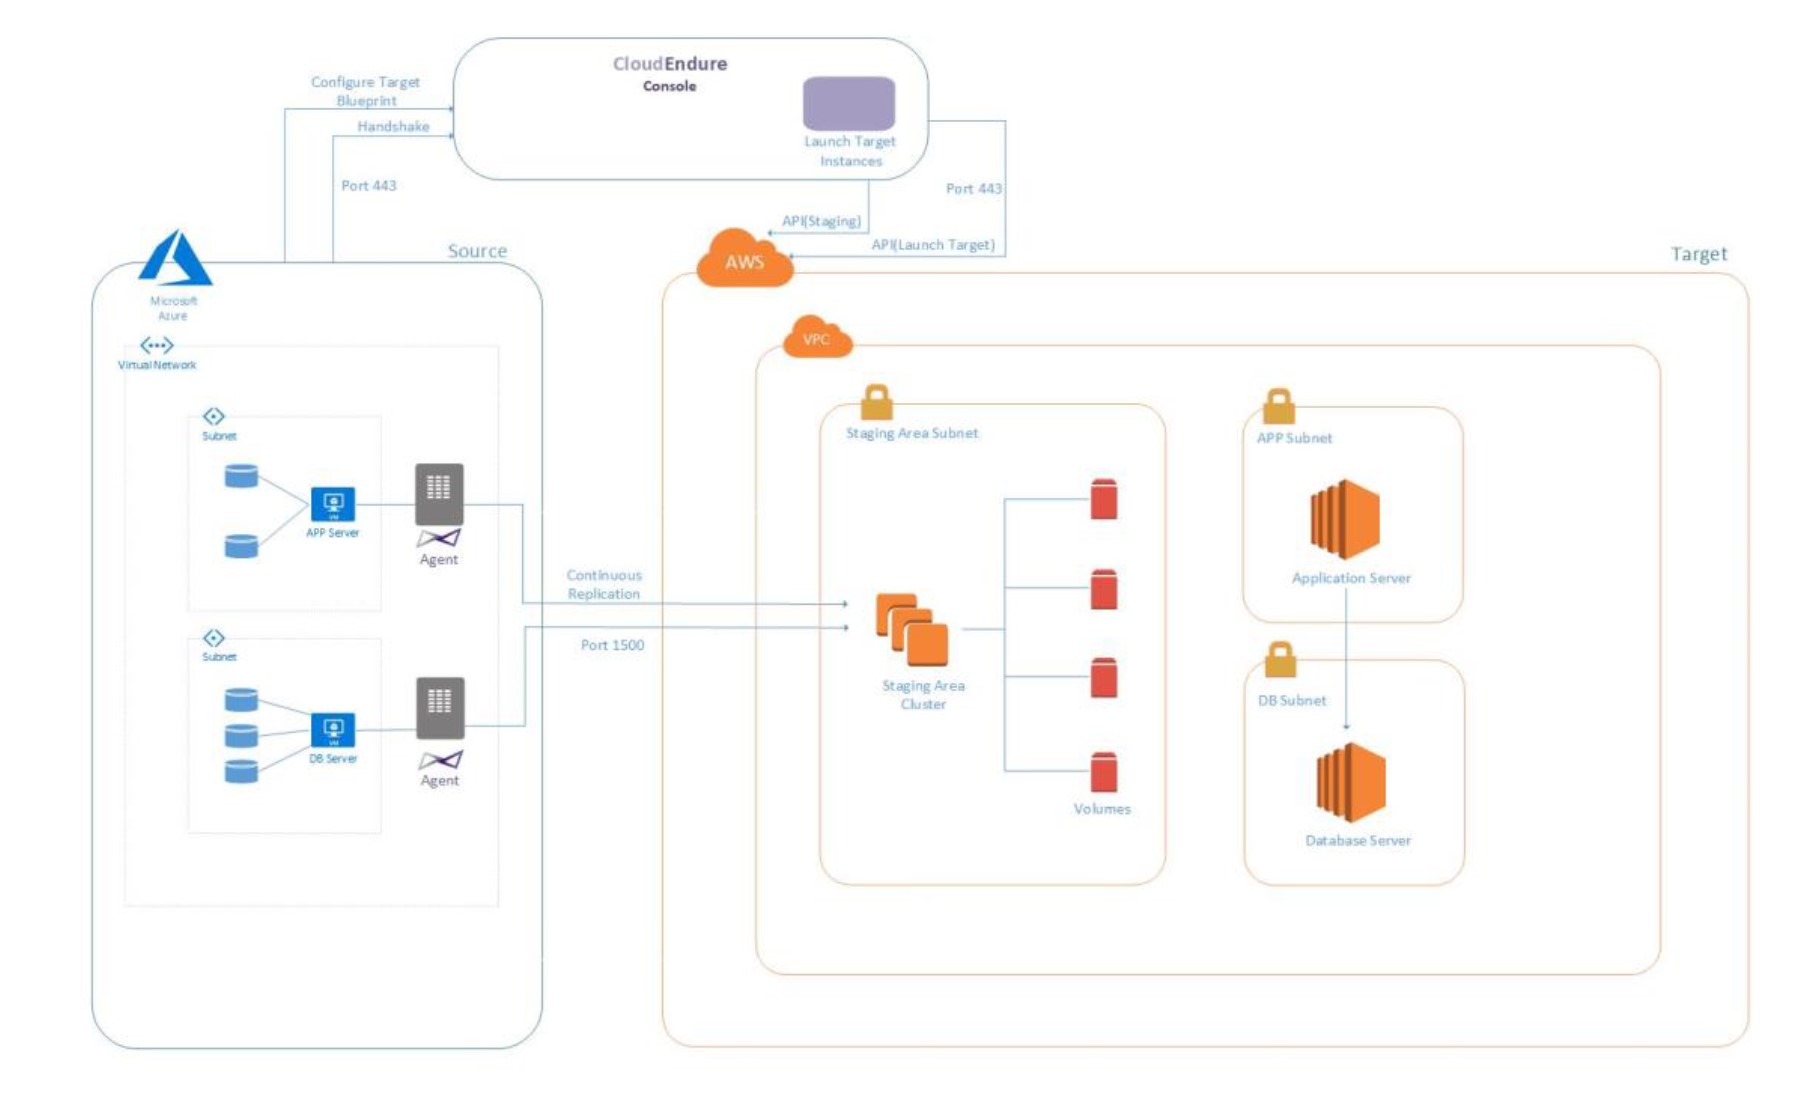 CloudEndure
Console
Configure Target
Blueprint
Handshake
Port 443
Launch Target
Instances
Port 443
API(Staging)
API(Launch Target)
Source
Microsoft
Azure
Virtual Network
Subnet
VM
APP Server
Agent
Subnet
VM
DB Server
Agent
Continuous
Replication
Port 1500
Target
AWS
VPC
Staging Area Subnet
Staging Area
Cluster
Volumes
APP Subnet
Application Server
DB Subnet
Database Server